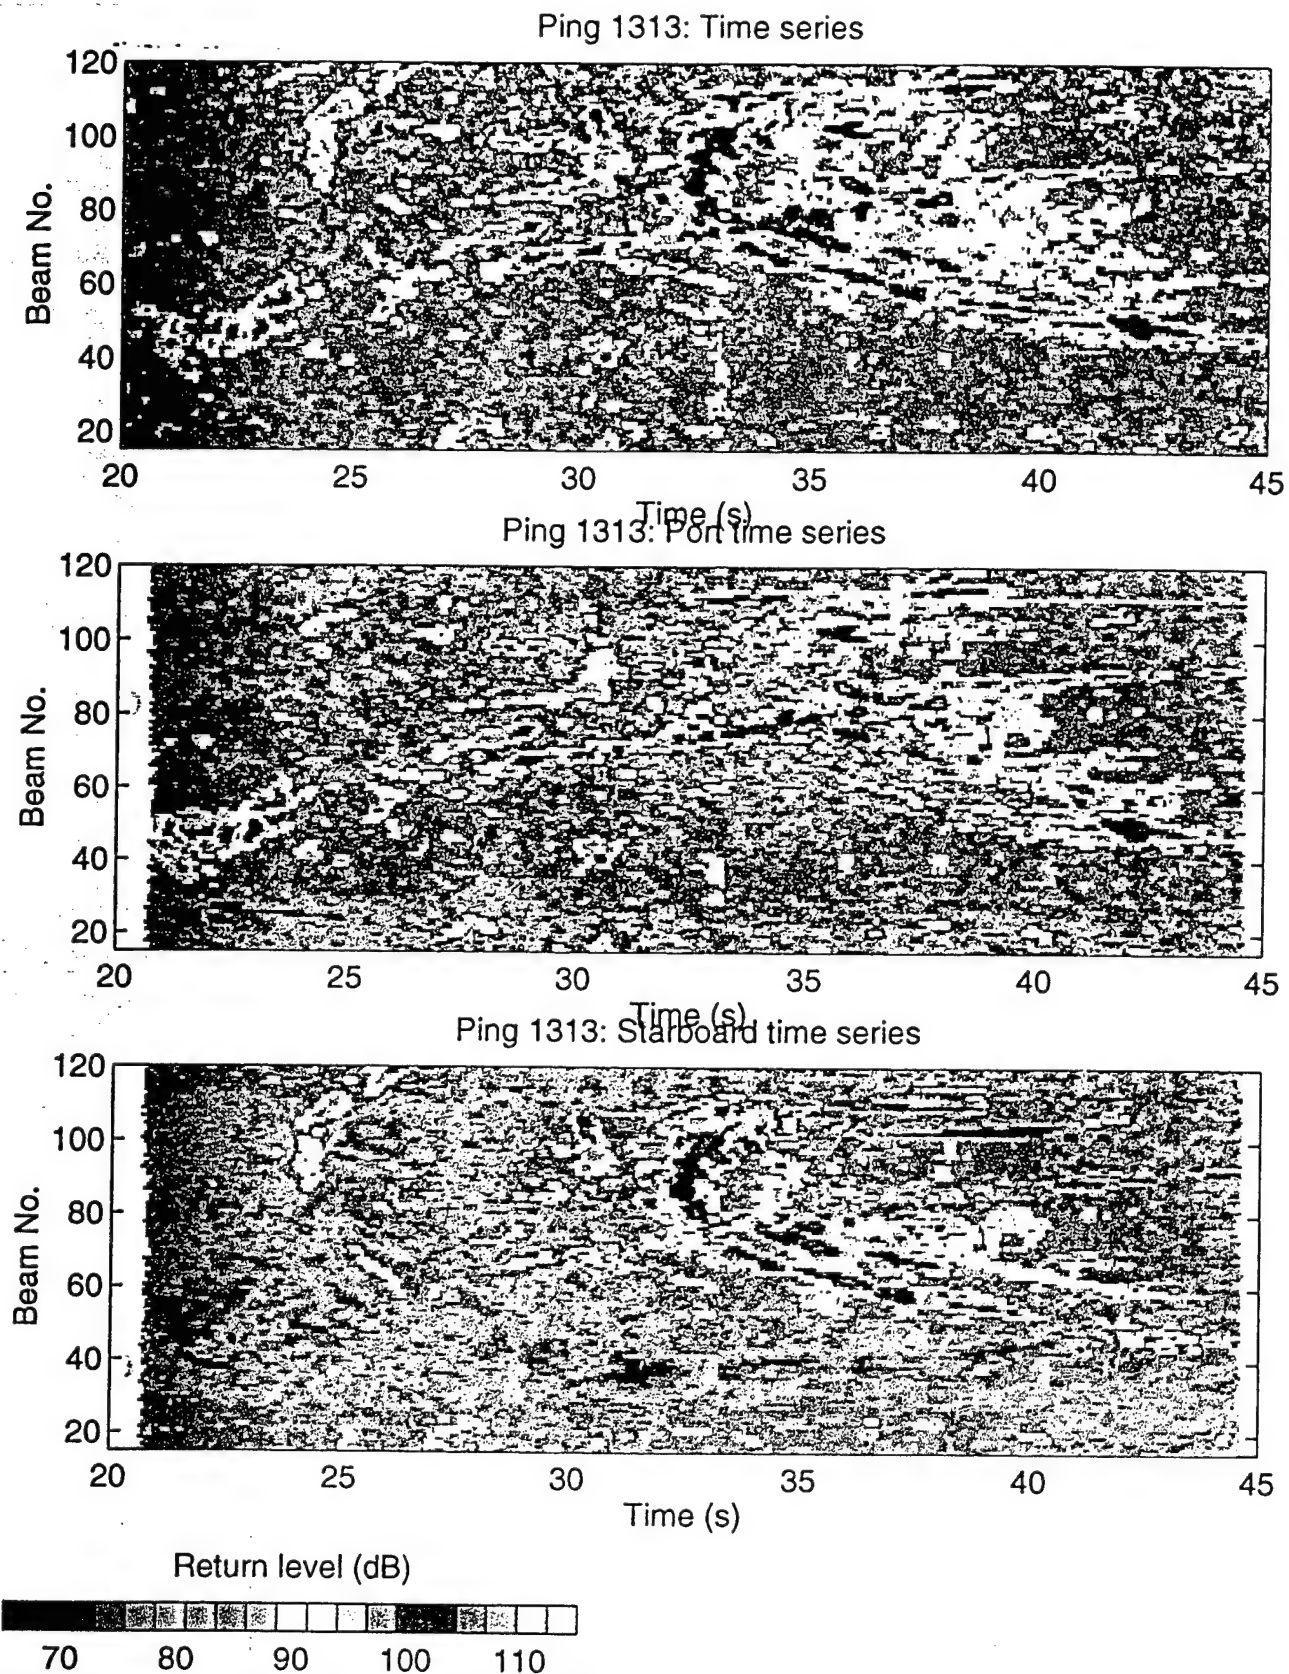 Ping 1313: Time series
120
100
80
60
40
20
Beam No.
20 25 30 35 40 45
Time (s)
Ping 1313: Port time series
120
100
80
60
40
20
Beam No.
20 25 30 35 40 45
Time (s)
Ping 1313: Starboard time series
120
100
80
60
40
20
Beam No.
20 25 30 35 40 45
Time (s)
Return level (dB)
70 80 90 100 110